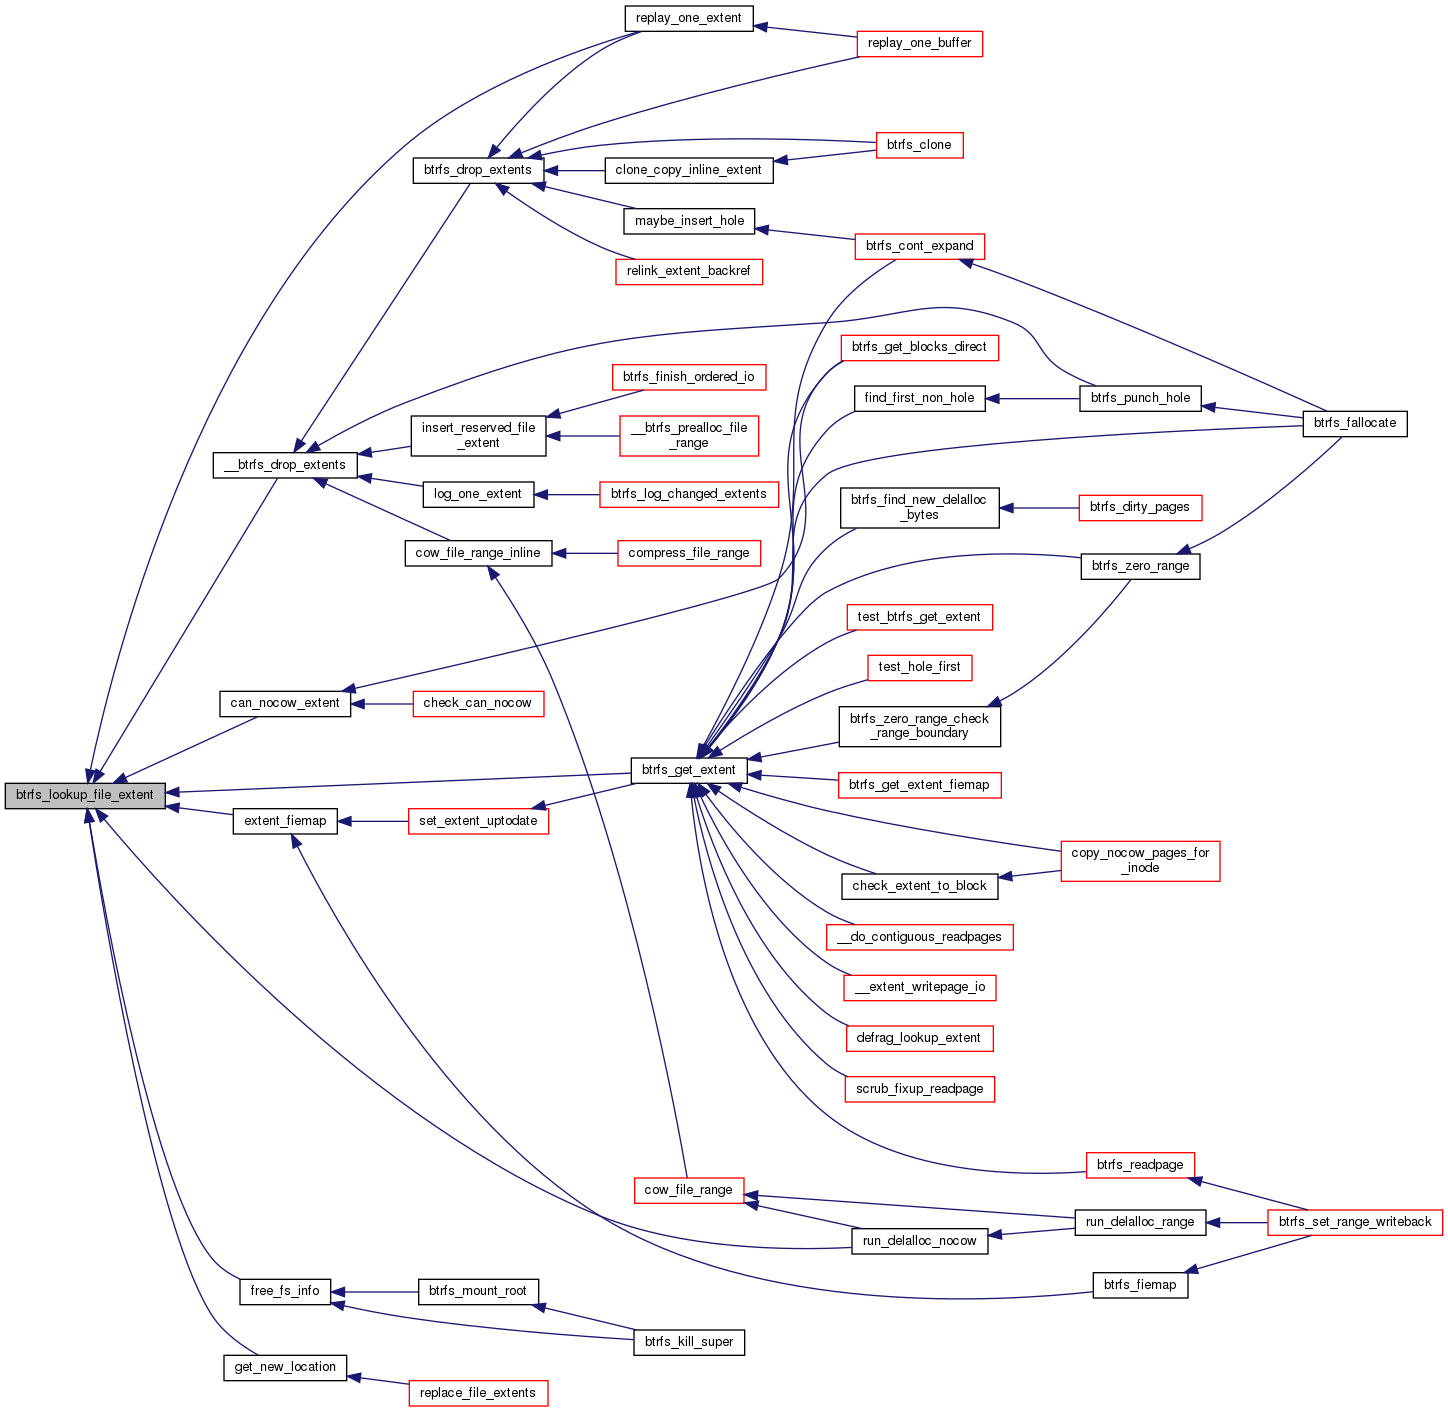 replay_one_extent
replay_one_buffer
btrfs_clone
btrfs_drop_extents
clone_copy_inline_extent
maybe_insert_hole
btrfs_cont_expand
relink_extent_backref
btrfs_get_blocks_direct
btrfs_finish_ordered_io
find_first_non_hole
btrfs_punch_hole
insert_reserved_file
_extent
__btrfs_prealloc_file
_range
btrfs_fallocate
__btrfs_drop_extents
log_one_extent
btrfs_log_changed_extents
btrfs_find_new_delalloc
_bytes
btrfs_dirty_pages
cow_file_range_inline
compress_file_range
btrfs_zero_range
test_btrfs_get_extent
test_hole_first
can_nocow_extent
check_can_nocow
btrfs_zero_range_check
_range_boundary
btrfs_get_extent
btrfs_get_extent_fiemap
btrfs_lookup_file_extent
extent_fiemap
set_extent_uptodate
copy_nocow_pages_for
_inode
check_extent_to_block
__do_contiguous_readpages
__extent_writepage_io
defrag_lookup_extent
scrub_fixup_readpage
btrfs_readpage
cow_file_range
run_delalloc_range
btrfs_set_range_writeback
run_delalloc_nocow
btrfs_fiemap
free_fs_info
btrfs_mount_root
btrfs_kill_super
get_new_location
replace_file_extents